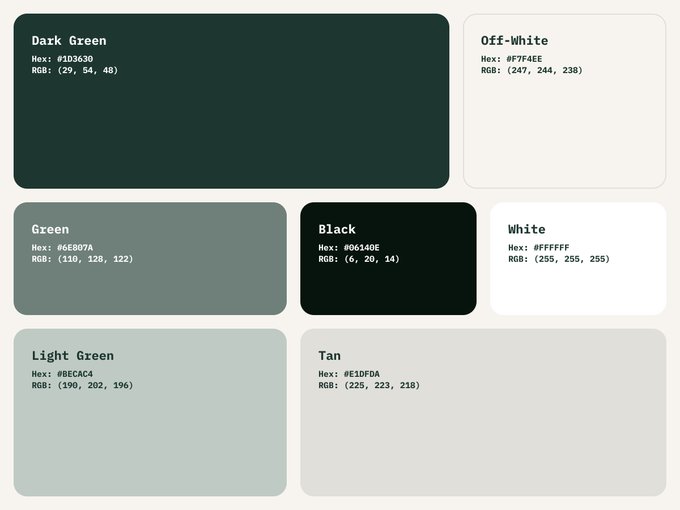 Dark Green
Hex: #1D3630
RGB: (29, 54, 48)
Off-White
Hex: #F7F4EE
RGB: (247, 244, 238)
Green
Hex: #6E807A
RGB: (110, 128, 122)
Black
Hex: #06140E
RGB: (6, 20, 14)
White
Hex: #FFFFFF
RGB: (255, 255, 255)
Light Green
Hex: #BECAC4
RGB: (190, 202, 196)
Tan
Hex: #E1DFDA
RGB: (225, 223, 218)